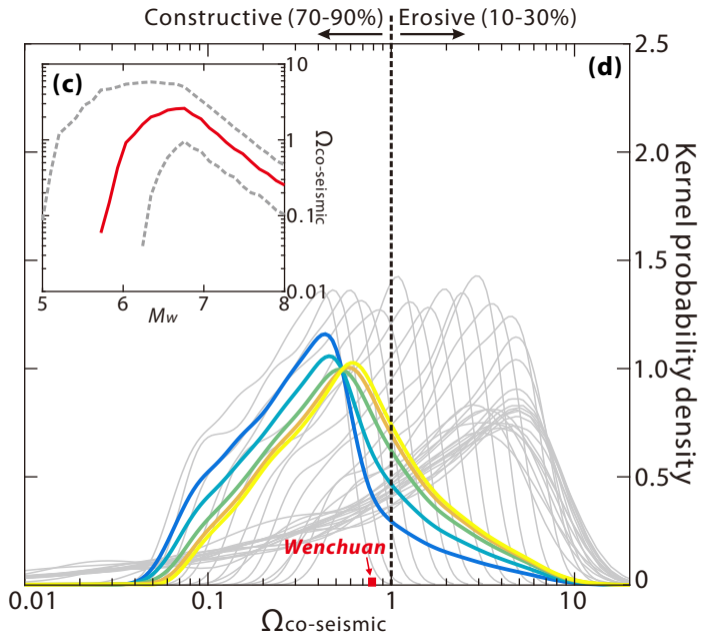 Constructive (70-90%) Erosive (10-30%)
(c)
(d)
10
1
0.1
0.01
Ωco-seismic
5 6 7 8
Mw
2.5
2.0
1.5
1.0
0.5
0
Kernel probability density
Wenchuan
0.01 0.1 1 10
Ωco-seismic